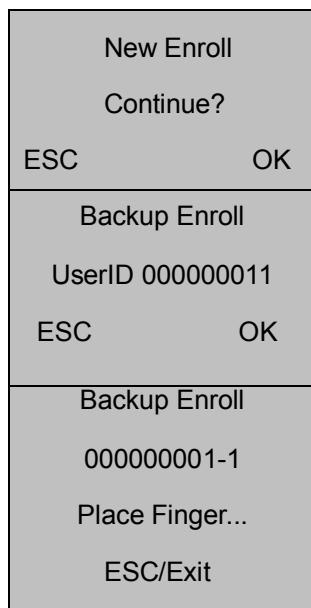 New Enroll
Continue?
ESC OK
Backup Enroll
UserID 000000011
ESC OK
Backup Enroll
000000001-1
Place Finger...
ESC/Exit